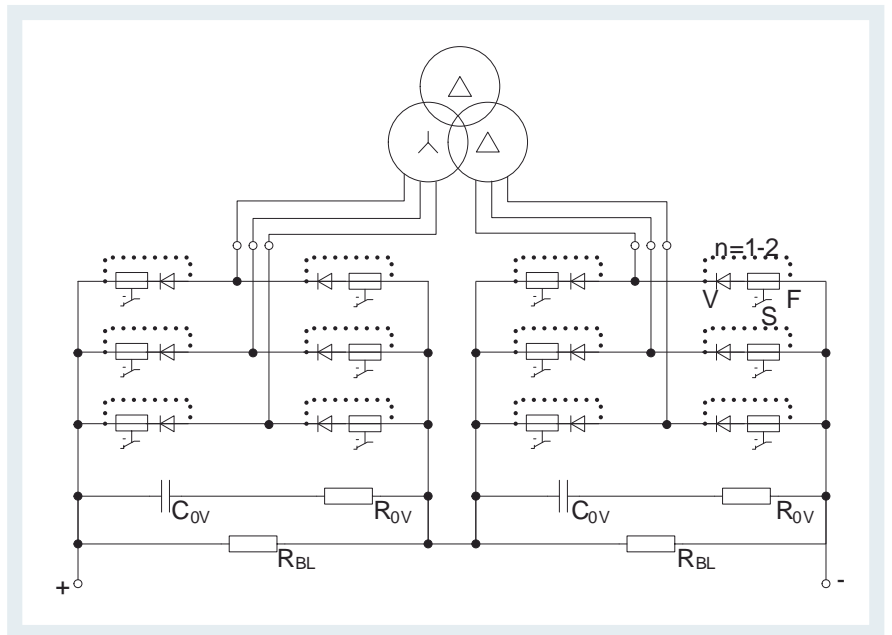 n=1-2
V
F
S
C0V
R0V
C0V
R0V
RBL
RBL
+
-